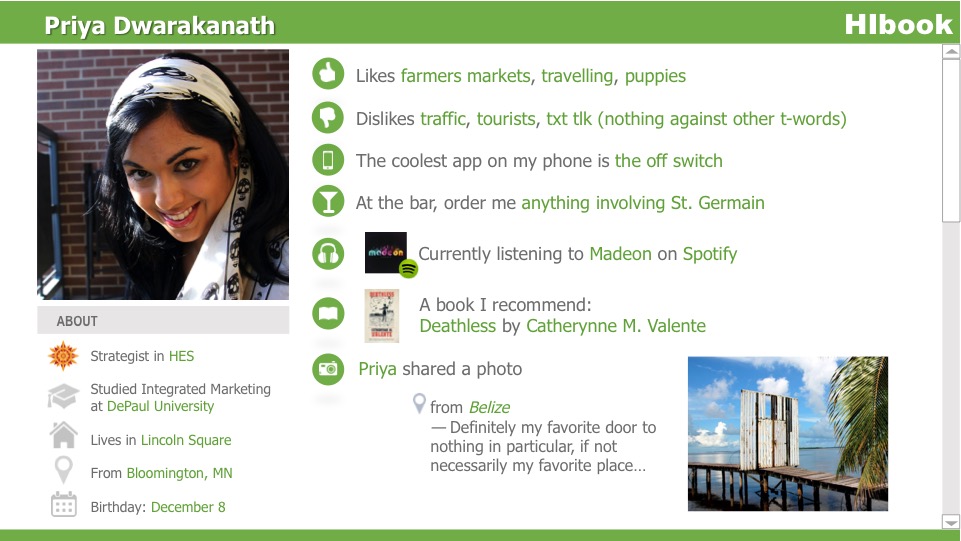 Priya Dwarakanath
HIbook
Likes farmers markets, travelling, puppies
Dislikes traffic, tourists, txt tlk (nothing against other t-words)
The coolest app on my phone is the off switch
At the bar, order me anything involving St. Germain
madeon
Currently listening to Madeon on Spotify
DEATHLESS
VALENTE
A book I recommend:
Deathless by Catherynne M. Valente
Priya shared a photo
from Belize
— Definitely my favorite door to
nothing in particular, if not
necessarily my favorite place...
ABOUT
Strategist in HES
Studied Integrated Marketing
at DePaul University
Lives in Lincoln Square
From Bloomington, MN
Birthday: December 8